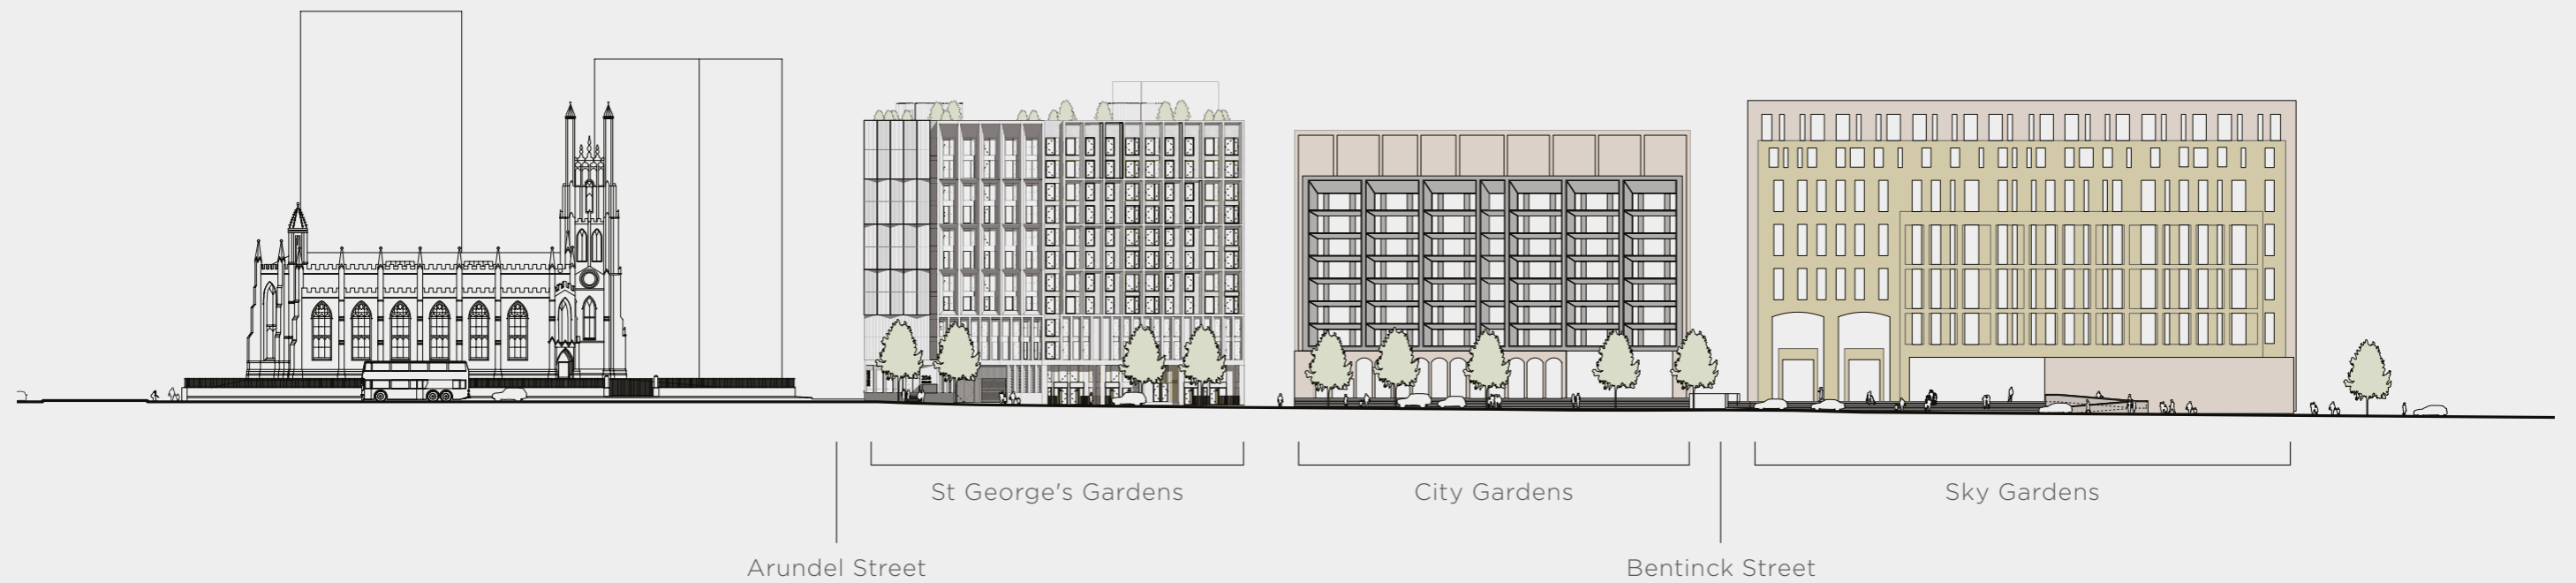 St George's Gardens
City Gardens
Sky Gardens
Arundel Street
Bentinck Street